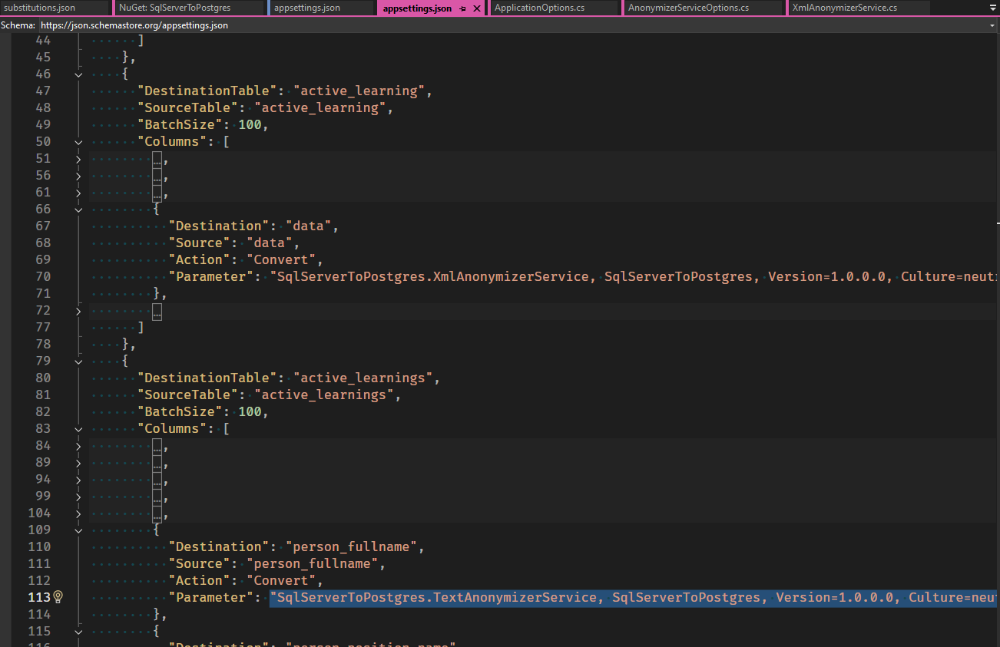 substitutions.json NuGet: SqlServerToPostgres appsettings.json appsettings.json ApplicationOptions.cs AnonymizerServiceOptions.cs XmlAnonymizerService.cs
Schema: https://json.schemastore.org/appsettings.json
44 ]
45 },
46 {
47 "DestinationTable": "active_learning",
48 "SourceTable": "active_learning",
49 "BatchSize": 100,
50 "Columns": [
51 ...,
56 ...,
61 ...,
66 {
67 "Destination": "data",
68 "Source": "data",
69 "Action": "Convert",
70 "Parameter": "SqlServerToPostgres.XmlAnonymizerService, SqlServerToPostgres, Version=1.0.0.0, Culture=neut
71 },
72 ...
77 ]
78 },
79 {
80 "DestinationTable": "active_learnings",
81 "SourceTable": "active_learnings",
82 "BatchSize": 100,
83 "Columns": [
84 ...,
89 ...,
94 ...,
99 ...,
104 ...,
109 {
110 "Destination": "person_fullname",
111 "Source": "person_fullname",
112 "Action": "Convert",
113 "Parameter": "SqlServerToPostgres.TextAnonymizerService, SqlServerToPostgres, Version=1.0.0.0, Culture=neu
114 },
115 {
116 "Destination": "person_position_name"